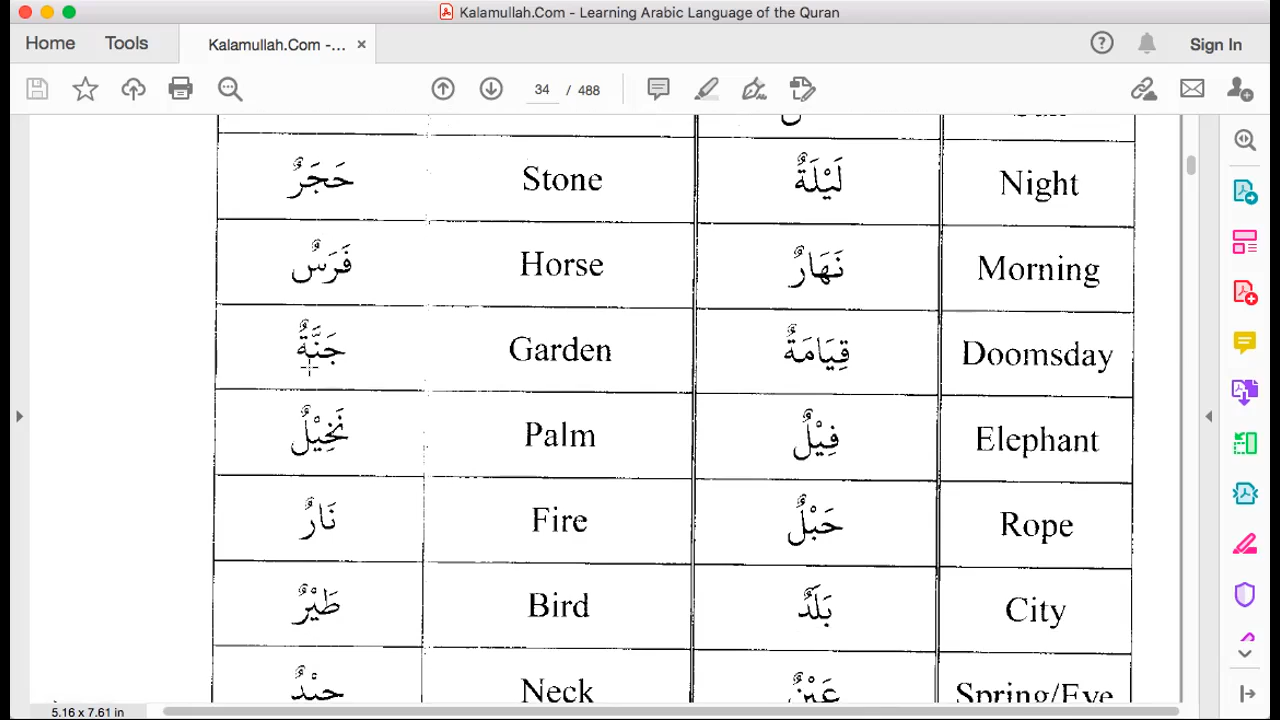 Kalamullah.Com - Learning Arabic Language of the Quran
Home Tools Kalamullah.Com -... × Sign In
34 / 488
حَجَرٌ Stone لَيْلَةٌ Night
فَرَسٌ Horse نَهَارٌ Morning
جَنَّةٌ Garden قِيَامَةٌ Doomsday
نَخِيْلٌ Palm فِيْلٌ Elephant
نَارٌ Fire حَبْلٌ Rope
طَيْرٌ Bird بَلَدٌ City
جِيْدٌ Neck عَيْنٌ Spring/Eye
5.16 x 7.61 in